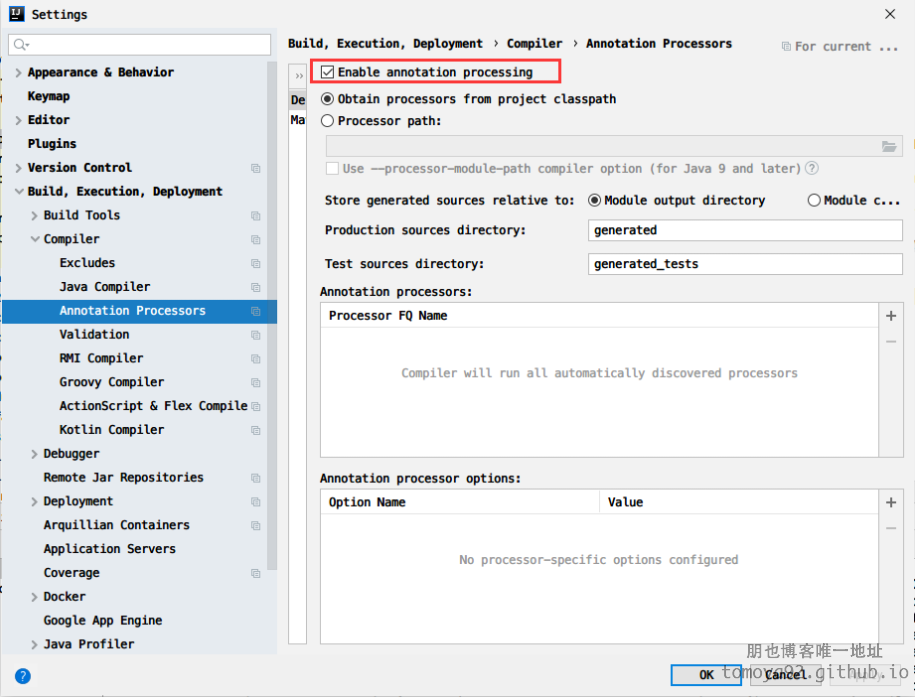 Settings
Build, Execution, Deployment › Compiler › Annotation Processors
For current ...
Appearance & Behavior
Keymap
Editor
Plugins
Version Control
Build, Execution, Deployment
Build Tools
Compiler
Excludes
Java Compiler
Annotation Processors
Validation
RMI Compiler
Groovy Compiler
ActionScript & Flex Compile
Kotlin Compiler
Debugger
Remote Jar Repositories
Deployment
Arquillian Containers
Application Servers
Coverage
Docker
Google App Engine
Java Profiler
De
Ma
Enable annotation processing
Obtain processors from project classpath
Processor path:
Use --processor-module-path compiler option (for Java 9 and later)
Store generated sources relative to: Module output directory Module c...
Production sources directory: generated
Test sources directory: generated_tests
Annotation processors:
Processor FQ Name
Compiler will run all automatically discovered processors
Annotation processor options:
Option Name Value
No processor-specific options configured
朋也博客唯一地址
OK Cancel